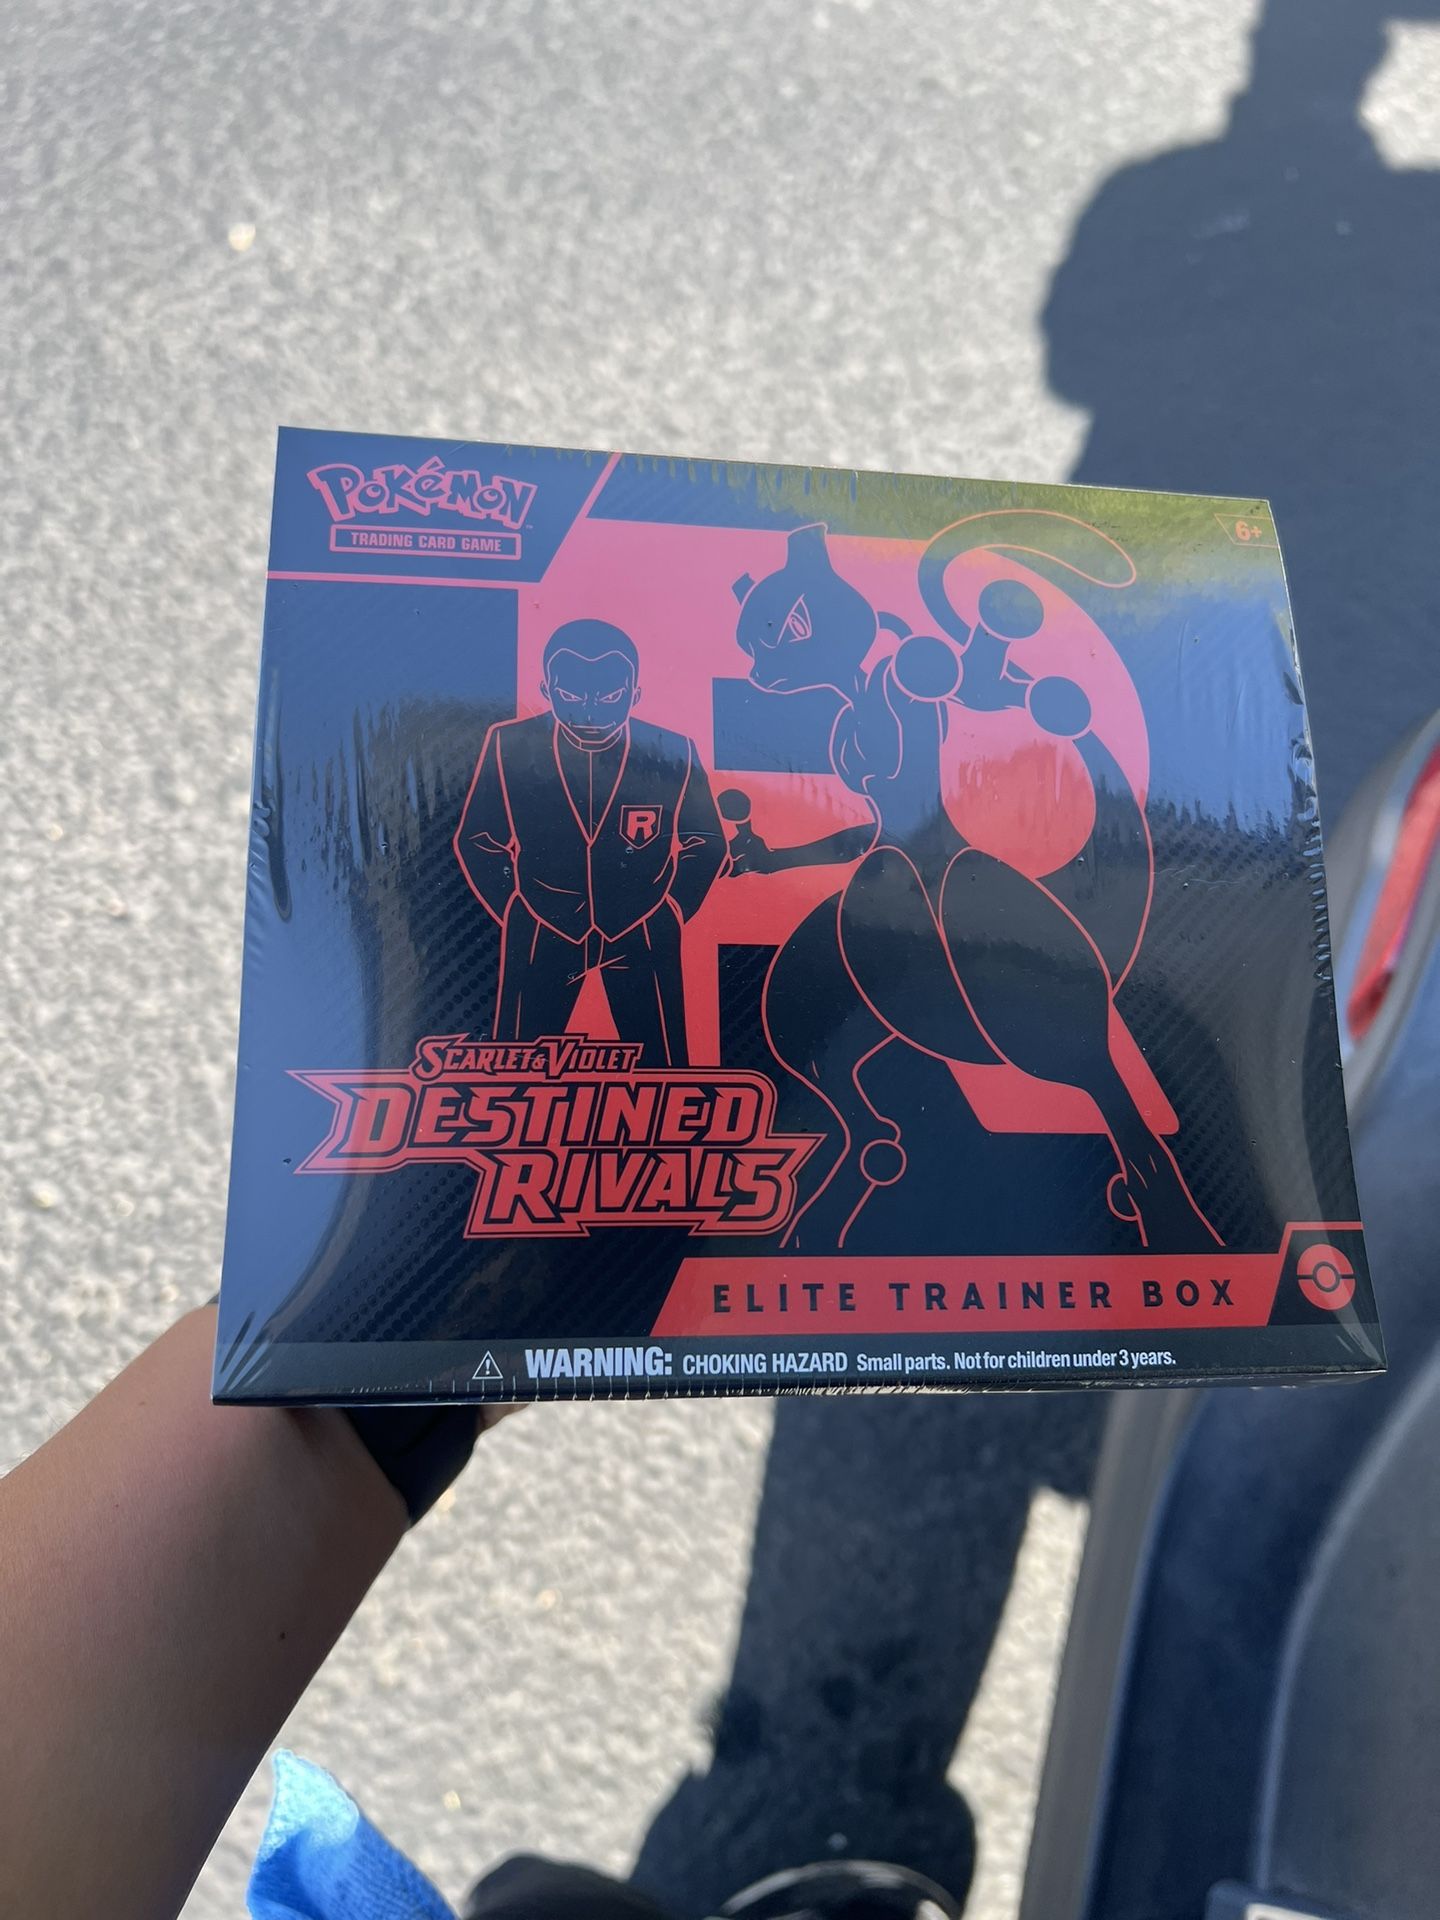 Pokémon
TRADING CARD GAME
6+
R
SCARLET & VIOLET
DESTINED
RIVALS
ELITE TRAINER BOX
WARNING: CHOKING HAZARD Small parts. Not for children under 3 years.